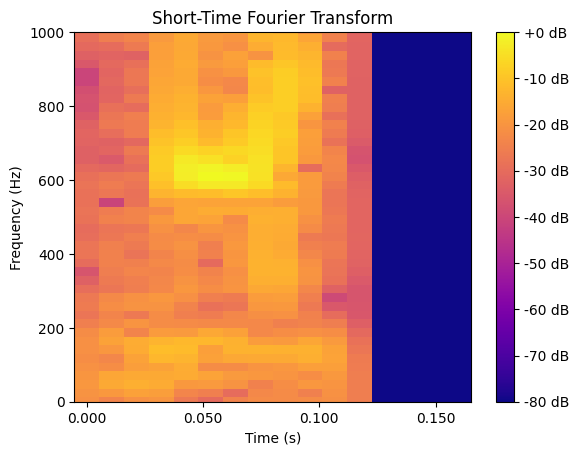 Short-Time Fourier Transform
1000
800
600
400
200
0
Frequency (Hz)
0.000
0.050
0.100
0.150
Time (s)
+0 dB
-10 dB
-20 dB
-30 dB
-40 dB
-50 dB
-60 dB
-70 dB
-80 dB